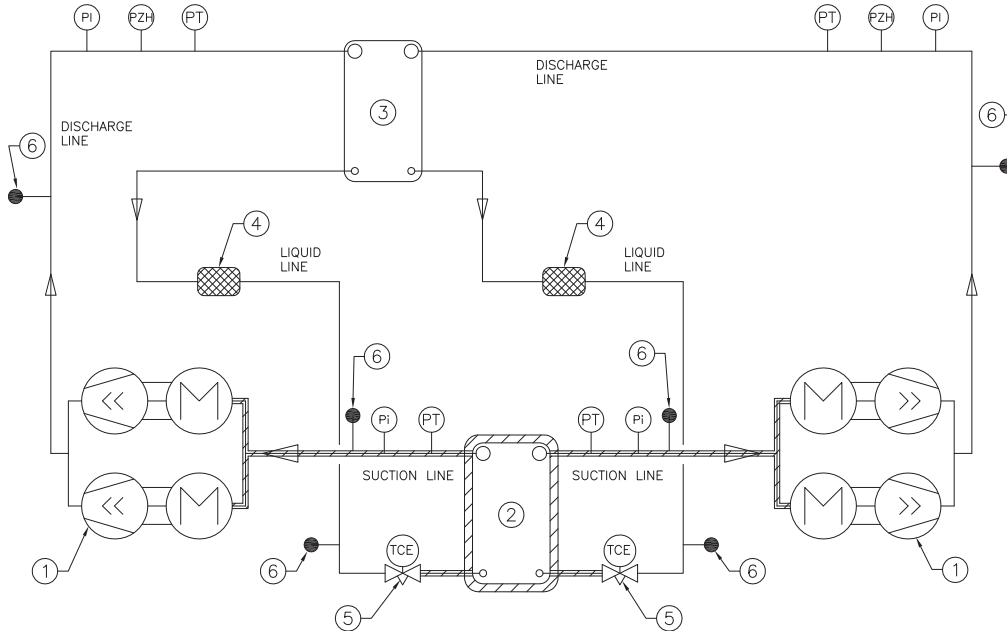 PI PZH PT PT PZH PI
DISCHARGE
LINE
DISCHARGE
LINE
3
6
6
4
4
LIQUID
LINE
LIQUID
LINE
6
6
M
M
Pi PT PT Pi
SUCTION LINE
SUCTION LINE
2
M
M
TCE
TCE
1
6
6
1
5
5